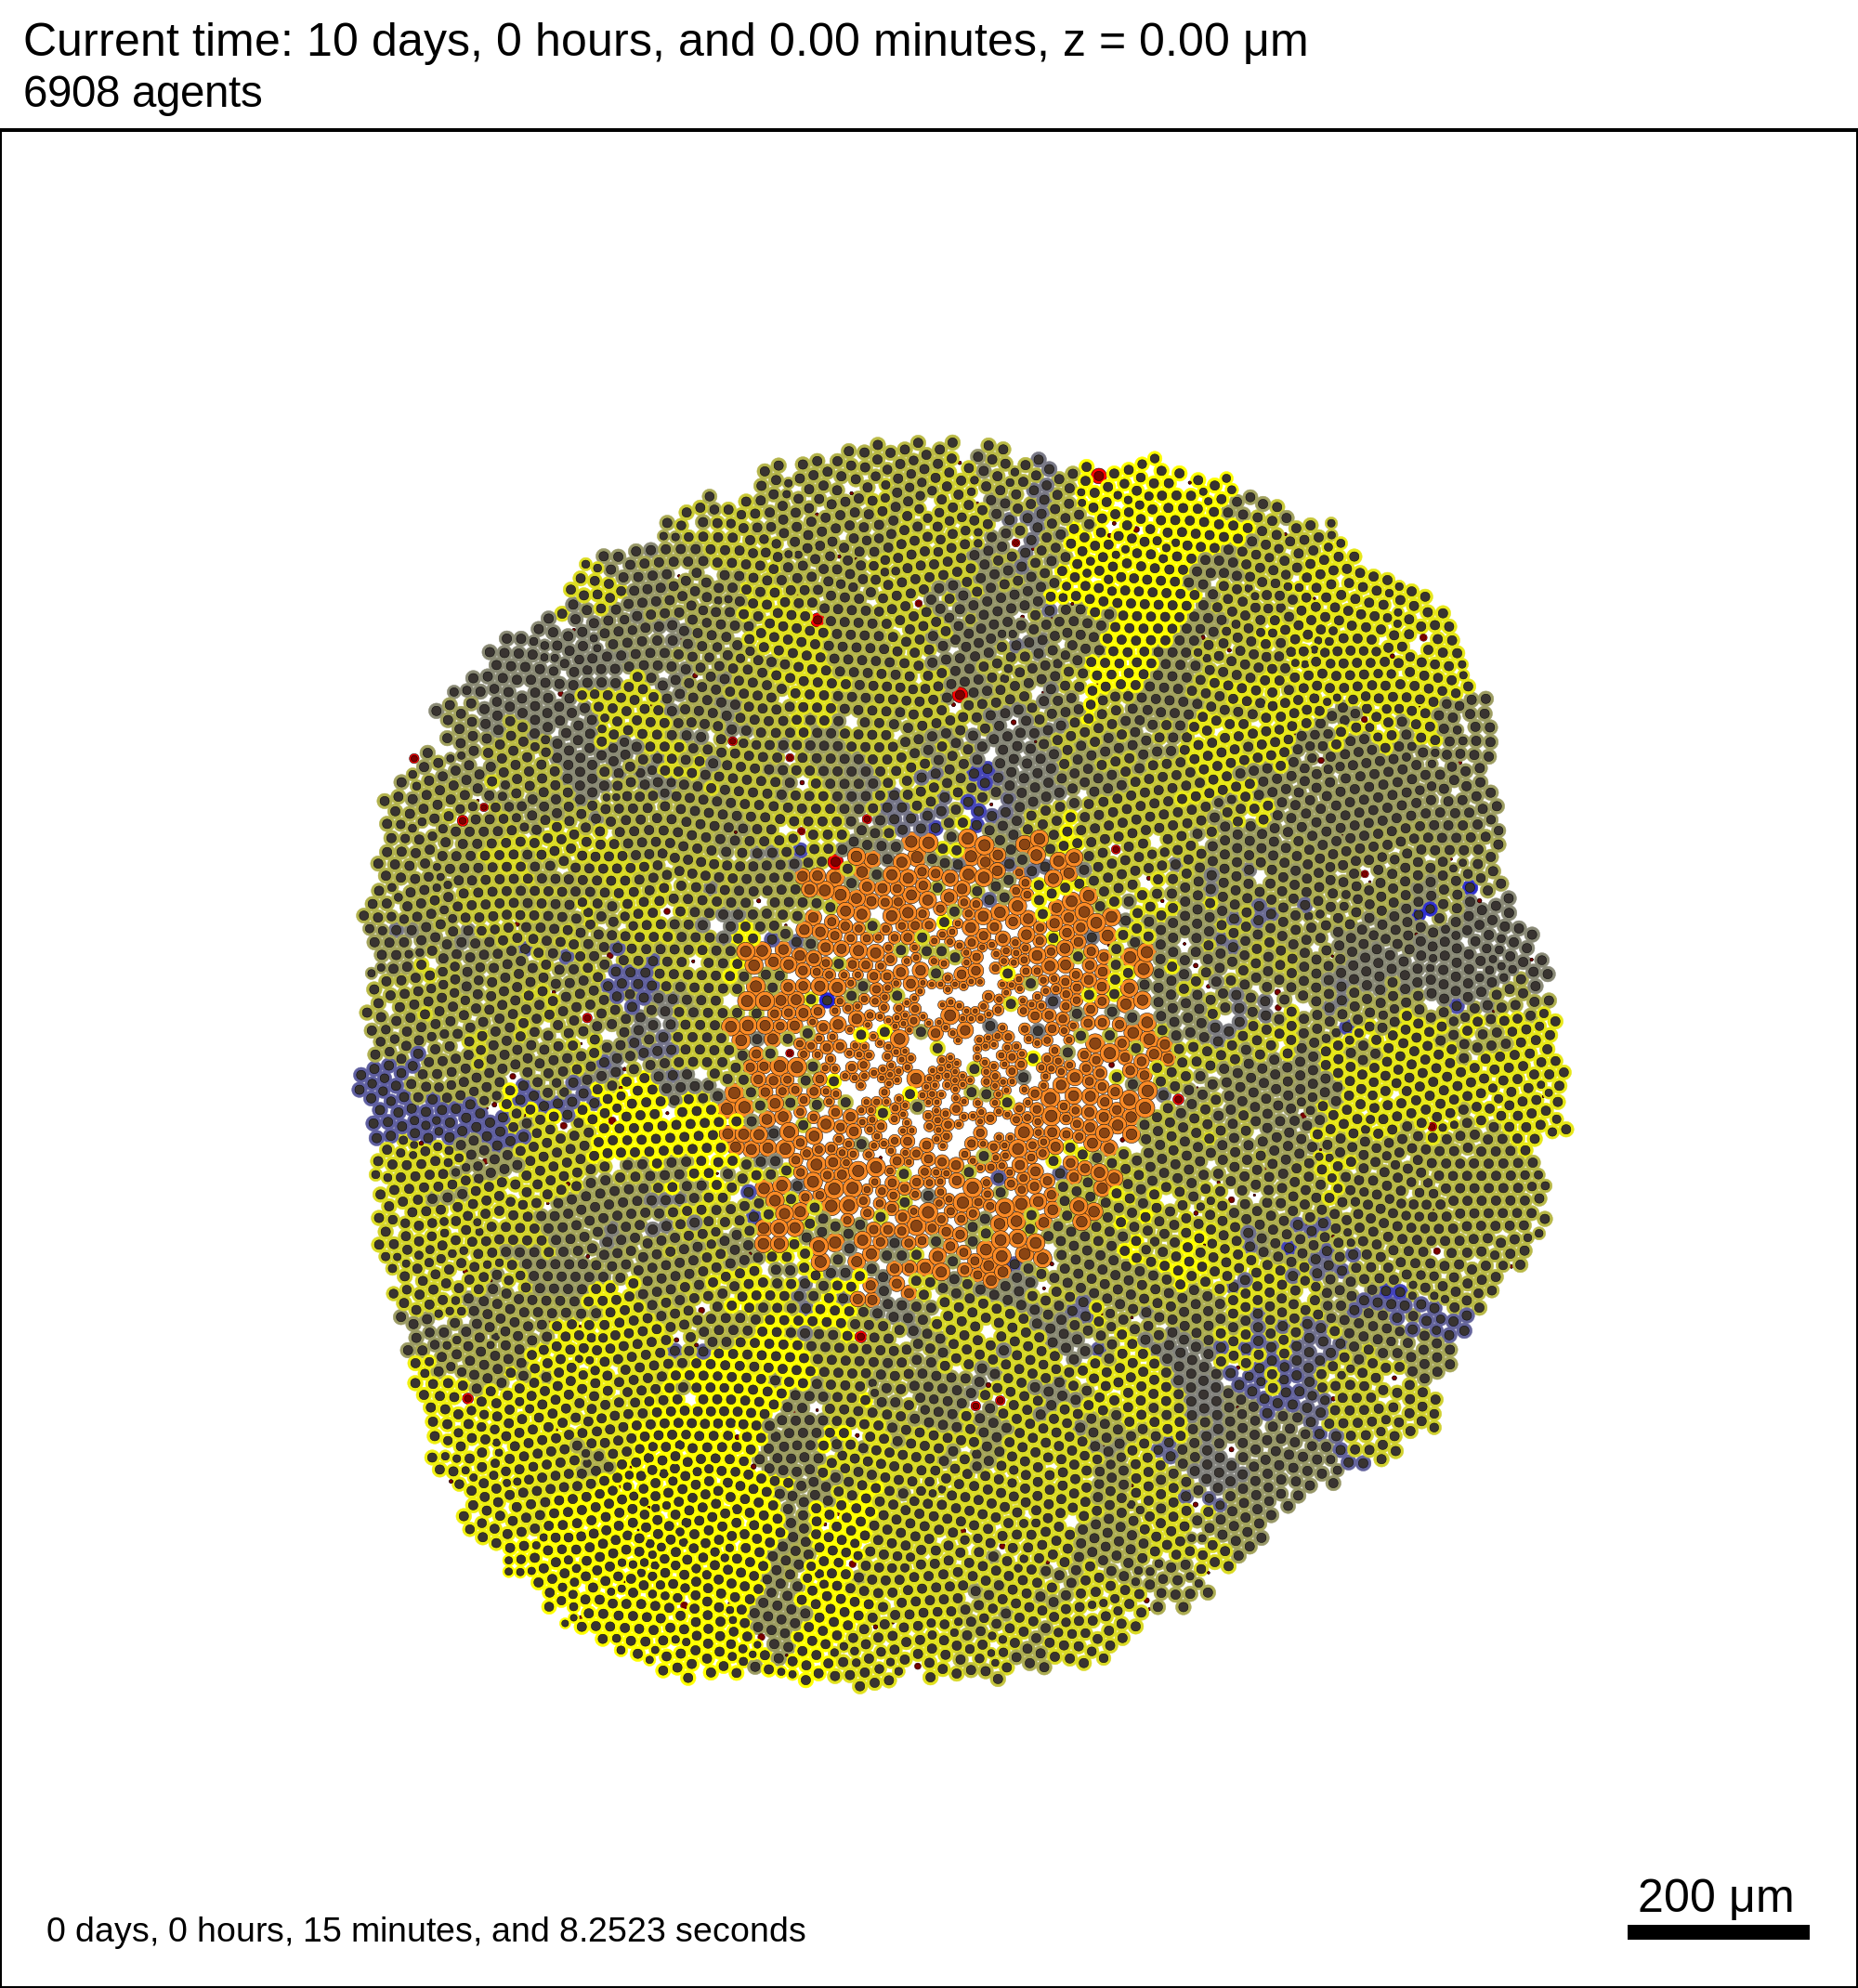 Current time: 10 days, 0 hours, and 0.00 minutes, z = 0.00 μm
6908 agents
200 μm
0 days, 0 hours, 15 minutes, and 8.2523 seconds